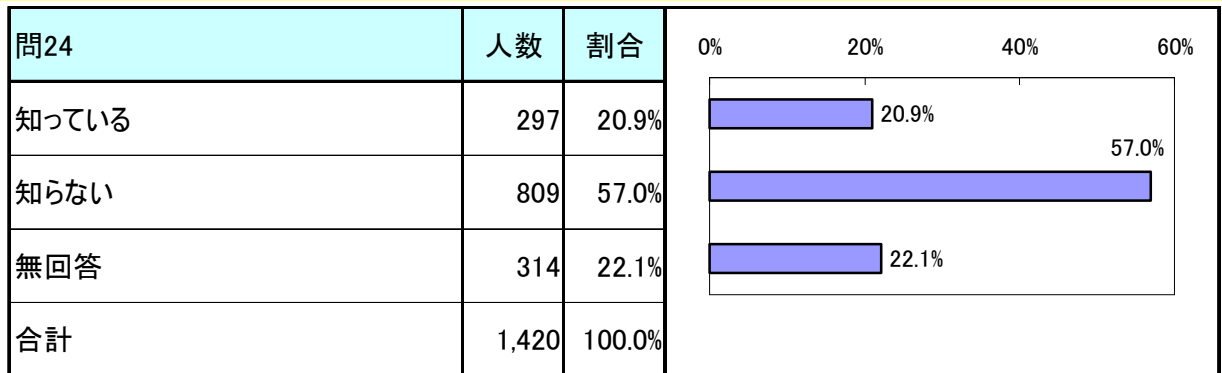 問24 人数 割合
知っている 297 20.9%
知らない 809 57.0%
無回答 314 22.1%
合計 1,420 100.0%
0% 20% 40% 60%
20.9%
57.0%
22.1%